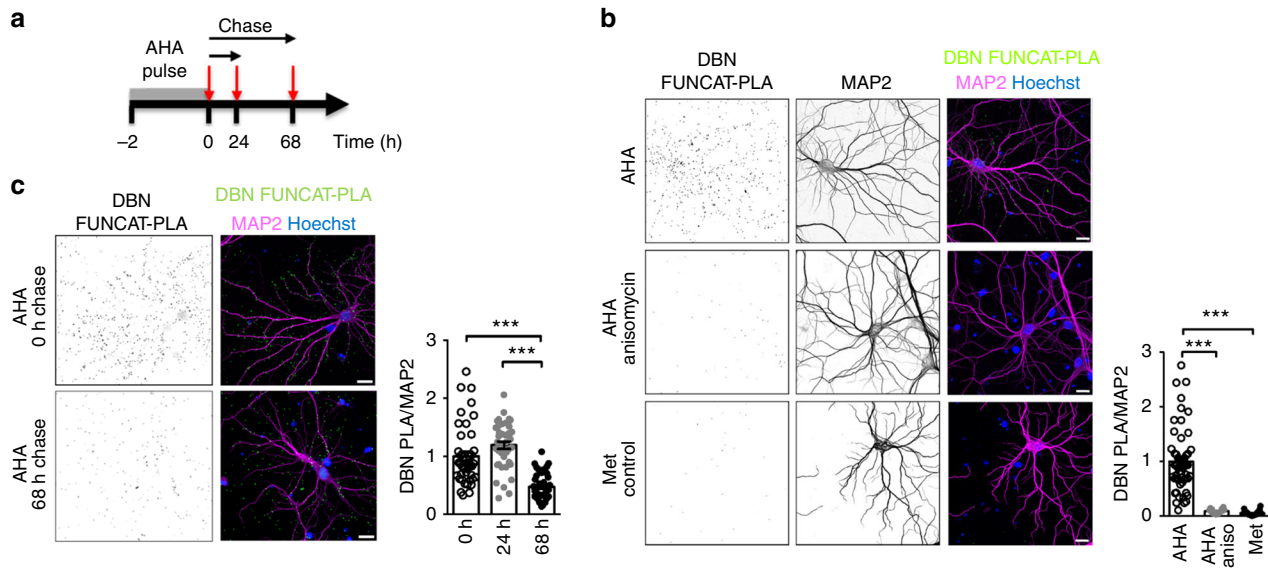 a
Chase
AHA
pulse
–2
0
24
68
Time (h)
b
DBN
FUNCAT-PLA
MAP2
DBN FUNCAT-PLA
MAP2 Hoechst
AHA
AHA
anisomycin
Met
control
3
2
1
0
DBN PLA/MAP2
***
***
AHA
AHA
aniso
Met
c
DBN
FUNCAT-PLA
DBN FUNCAT-PLA
MAP2 Hoechst
AHA
0 h chase
AHA
68 h chase
3
2
1
0
DBN PLA/MAP2
***
***
0 h
24 h
68 h